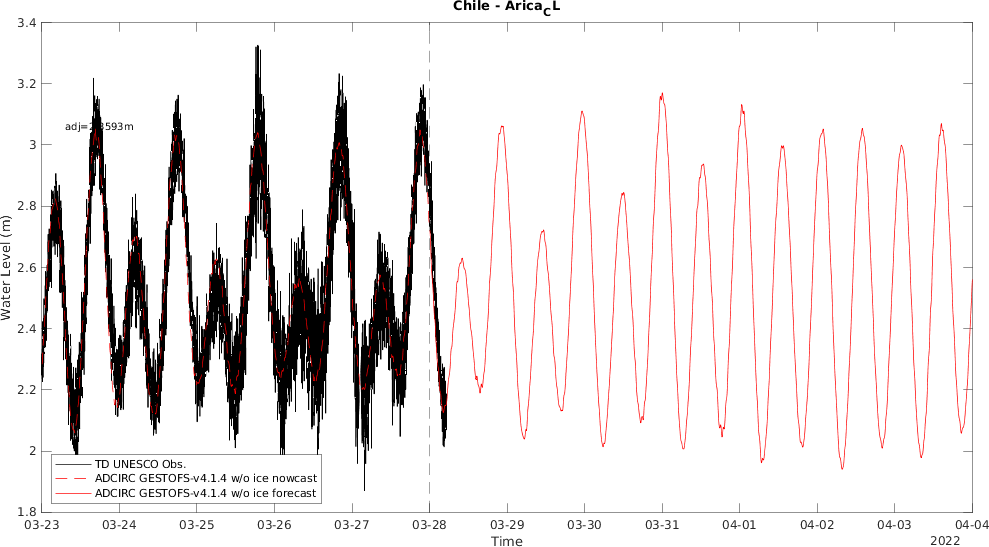 Chile - Arica_CL
3.4
3.2
3
2.8
2.6
2.4
2.2
2
1.8
Water Level (m)
TD UNESCO Obs.
ADCIRC GESTOFS-v4.1.4 w/o ice nowcast
ADCIRC GESTOFS-v4.1.4 w/o ice forecast
03-23 03-24 03-25 03-26 03-27 03-28 03-29 03-30 03-31 04-01 04-02 04-03 04-04
Time
2022